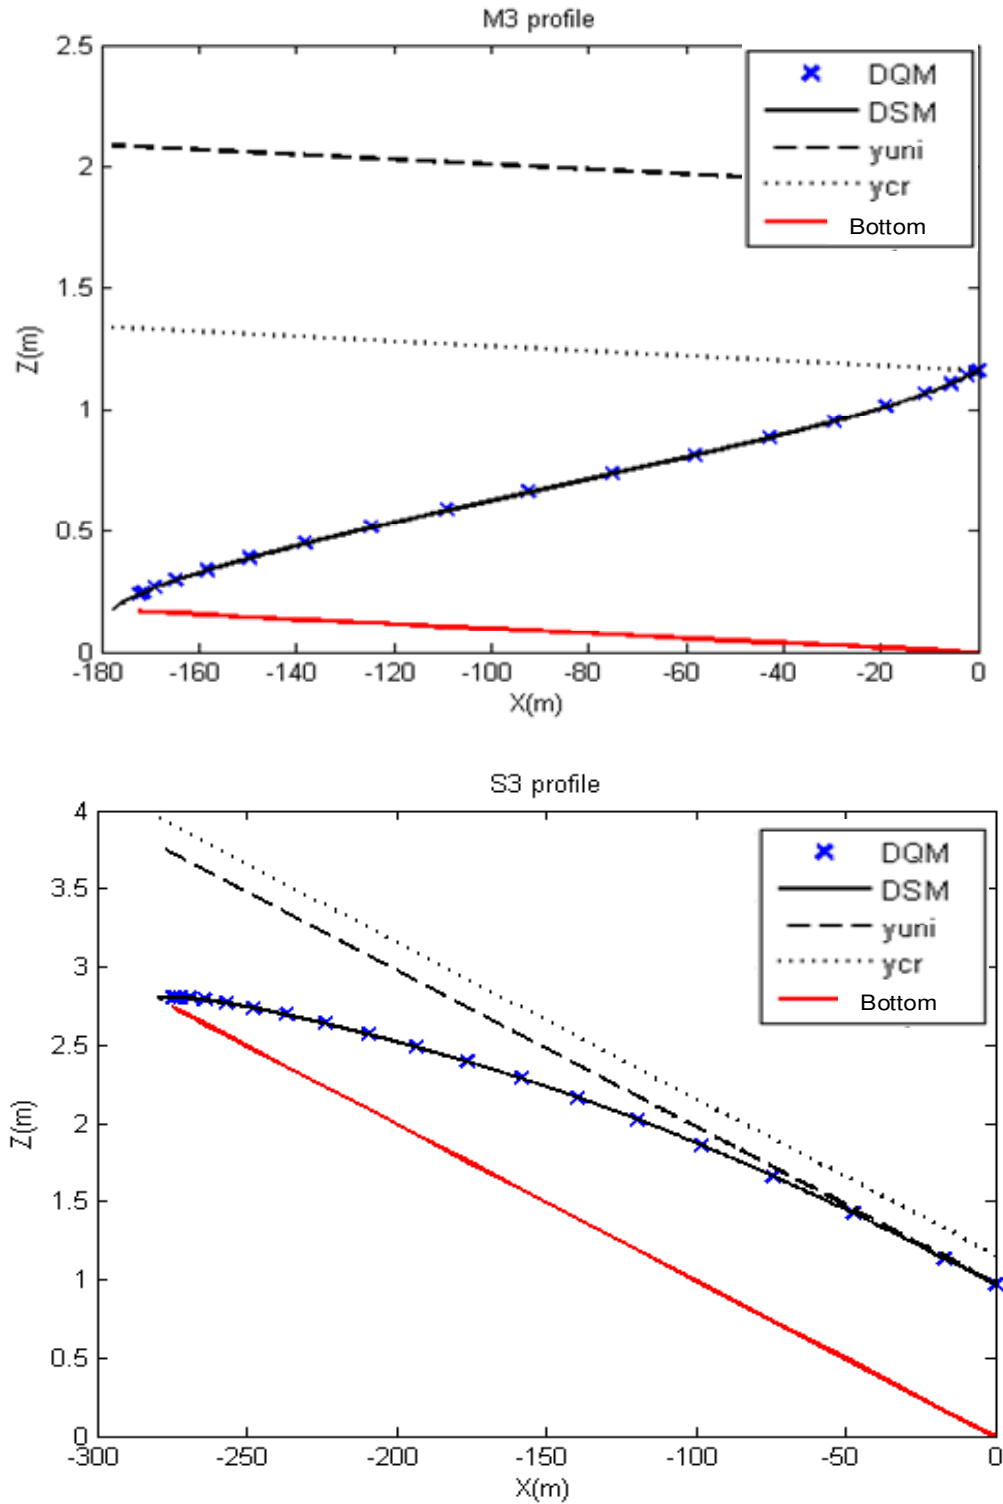 M3 profile
2.5
2
1.5
1
0.5
0
Z(m)
DQM
DSM
yuni
ycr
Bottom
-180 -160 -140 -120 -100 -80 -60 -40 -20 0
X(m)
S3 profile
4
3.5
3
2.5
2
1.5
1
0.5
0
Z(m)
DQM
DSM
yuni
ycr
Bottom
-300 -250 -200 -150 -100 -50 0
X(m)